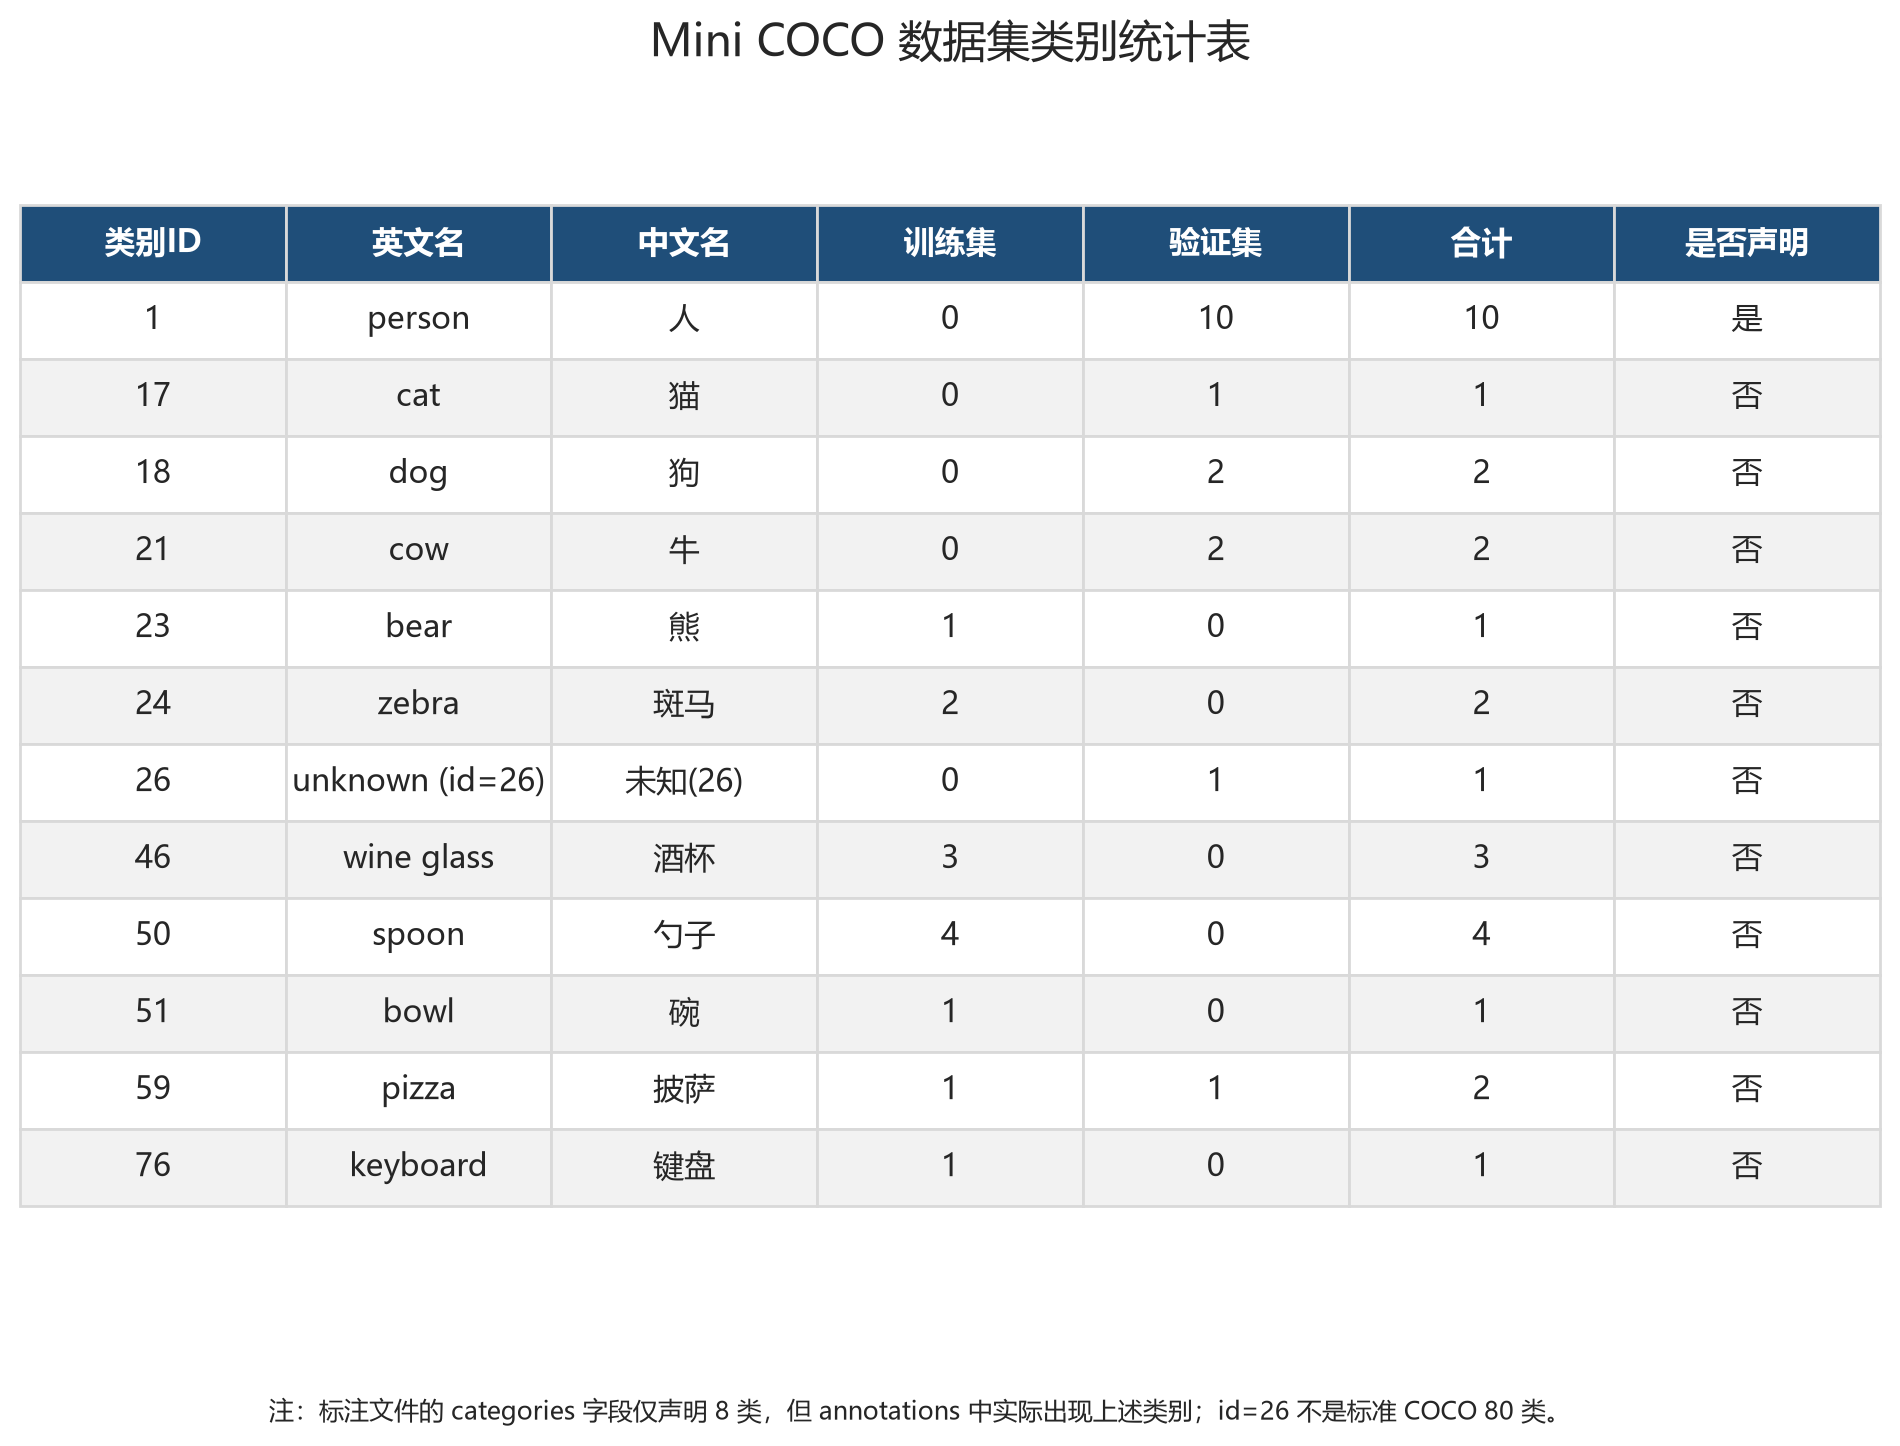 Mini COCO 数据集类别统计表
类别ID 英文名 中文名 训练集 验证集 合计 是否声明
1 person 人 0 10 10 是
17 cat 猫 0 1 1 否
18 dog 狗 0 2 2 否
21 cow 牛 0 2 2 否
23 bear 熊 1 0 1 否
24 zebra 斑马 2 0 2 否
26 unknown (id=26) 未知(26) 0 1 1 否
46 wine glass 酒杯 3 0 3 否
50 spoon 勺子 4 0 4 否
51 bowl 碗 1 0 1 否
59 pizza 披萨 1 1 2 否
76 keyboard 键盘 1 0 1 否
注：标注文件的 categories 字段仅声明 8 类，但 annotations 中实际出现上述类别；id=26 不是标准 COCO 80 类。